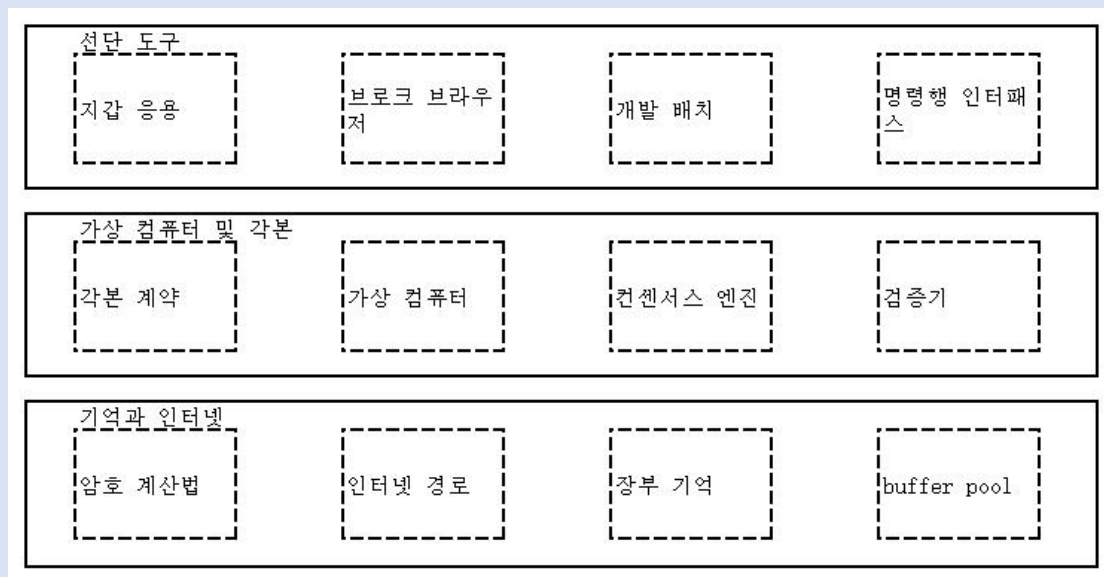 선단 도구
지갑 응용
브로크 브라우
저
개발 배치
명령행 인터패
스
가상 컴퓨터 및 각본
각본 계약
가상 컴퓨터
컨센서스 엔진
검증기
기억과 인터넷
암호 계산법
인터넷 경로
장부 기억
buffer pool